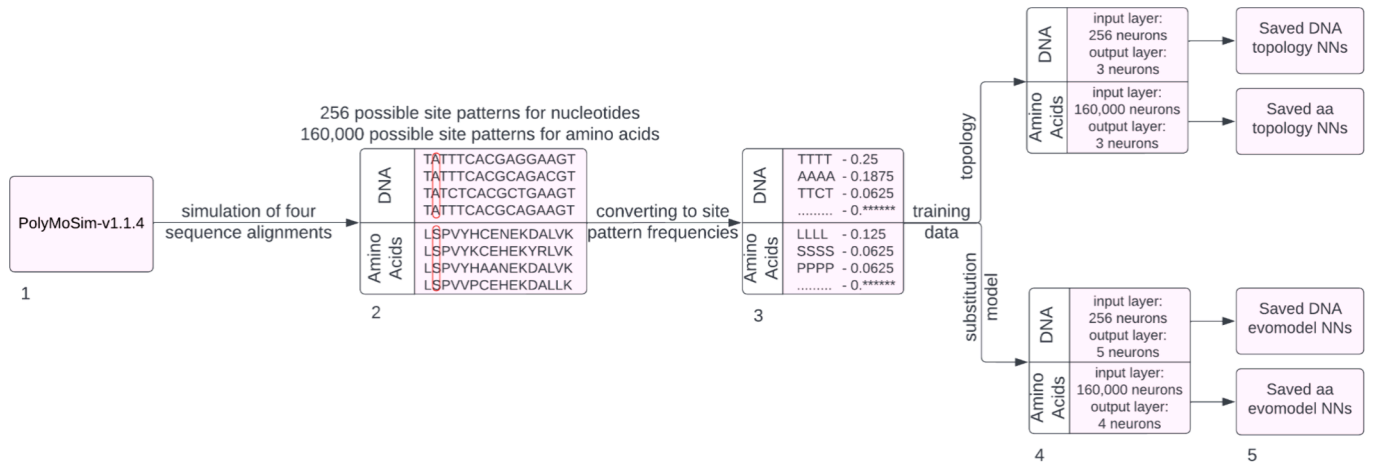 PolyMoSim-v1.1.4
1
simulation of four
sequence alignments
256 possible site patterns for nucleotides
160,000 possible site patterns for amino acids
DNA
TATTTCACGAGGAAGT
TATTTCACGCAGACGT
TATCTCACGCTGAAGT
TATTTCACGCAGAAGT
Amino
Acids
LSPVYHCENEKDALVK
LSPVYKCEHEKYRLVK
LSPVYHAANEKDALVK
LSPVVPCEHEKDALLK
2
converting to site
pattern frequencies
DNA
TTTT - 0.25
AAAA - 0.1875
TTCT - 0.0625
......... - 0.******
Amino
Acids
LLLL - 0.125
SSSS - 0.0625
PPPP - 0.0625
......... - 0.******
3
training
data
topology
substitution
model
DNA
input layer:
256 neurons
output layer:
3 neurons
Amino
Acids
input layer:
160,000 neurons
output layer:
3 neurons
Saved DNA
topology NNs
Saved aa
topology NNs
DNA
input layer:
256 neurons
output layer:
5 neurons
Amino
Acids
input layer:
160,000 neurons
output layer:
4 neurons
4
Saved DNA
evomodel NNs
Saved aa
evomodel NNs
5